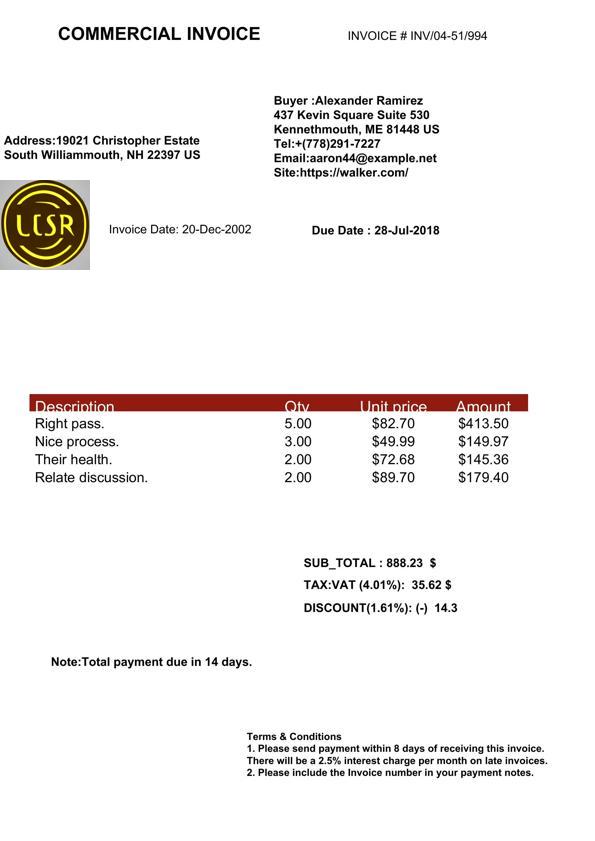 COMMERCIAL INVOICE
INVOICE # INV/04-51/994
Buyer :Alexander Ramirez
437 Kevin Square Suite 530
Kennethmouth, ME 81448 US
Tel:+(778)291-7227
Email:aaron44@example.net
Site:https://walker.com/
Address:19021 Christopher Estate
South Williammouth, NH 22397 US
LCSR
Invoice Date: 20-Dec-2002
Due Date : 28-Jul-2018
Description Qty Unit price Amount
Right pass. 5.00 $82.70 $413.50
Nice process. 3.00 $49.99 $149.97
Their health. 2.00 $72.68 $145.36
Relate discussion. 2.00 $89.70 $179.40
SUB_TOTAL : 888.23 $
TAX:VAT (4.01%): 35.62 $
DISCOUNT(1.61%): (-) 14.3
Note:Total payment due in 14 days.
Terms & Conditions
1. Please send payment within 8 days of receiving this invoice.
There will be a 2.5% interest charge per month on late invoices.
2. Please include the Invoice number in your payment notes.